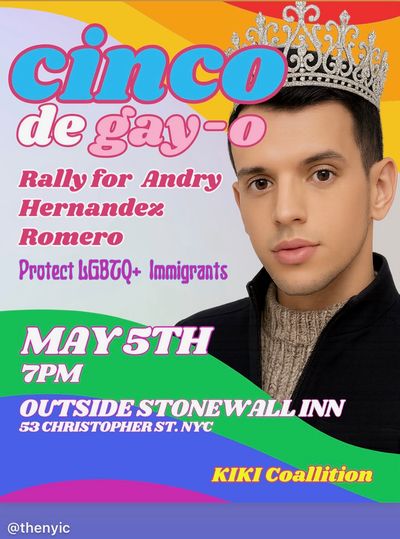 cinco
de gay-o
Rally for Andry
Hernandez
Romero
Protect LGBTQ+ Immigrants
MAY 5TH
7PM
OUTSIDE STONEWALL INN
53 CHRISTOPHER ST. NYC
KIKI Coallition
@thenyic